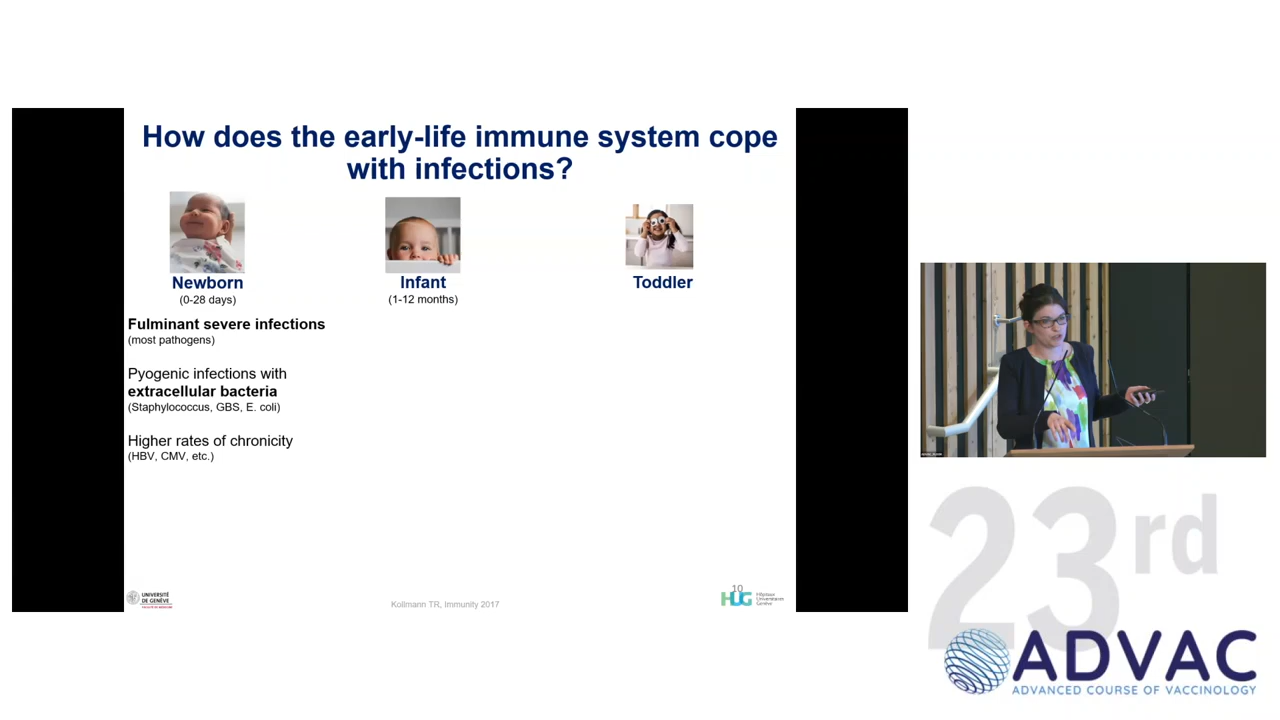 How does the early-life immune system cope
with infections?
Newborn
(0-28 days)
Infant
(1-12 months)
Toddler
Fulminant severe infections
(most pathogens)
Pyogenic infections with
extracellular bacteria
(Staphylococcus, GBS, E. coli)
Higher rates of chronicity
(HBV, CMV, etc.)
UNIVERSITÉ
DE GENÈVE
FACULTÉ DE MÉDECINE
Kollmann TR, Immunity 2017
10
HUG
Hôpitaux
Universitaires
Genève
23rd
ADVAC
ADVANCED COURSE OF VACCINOLOGY